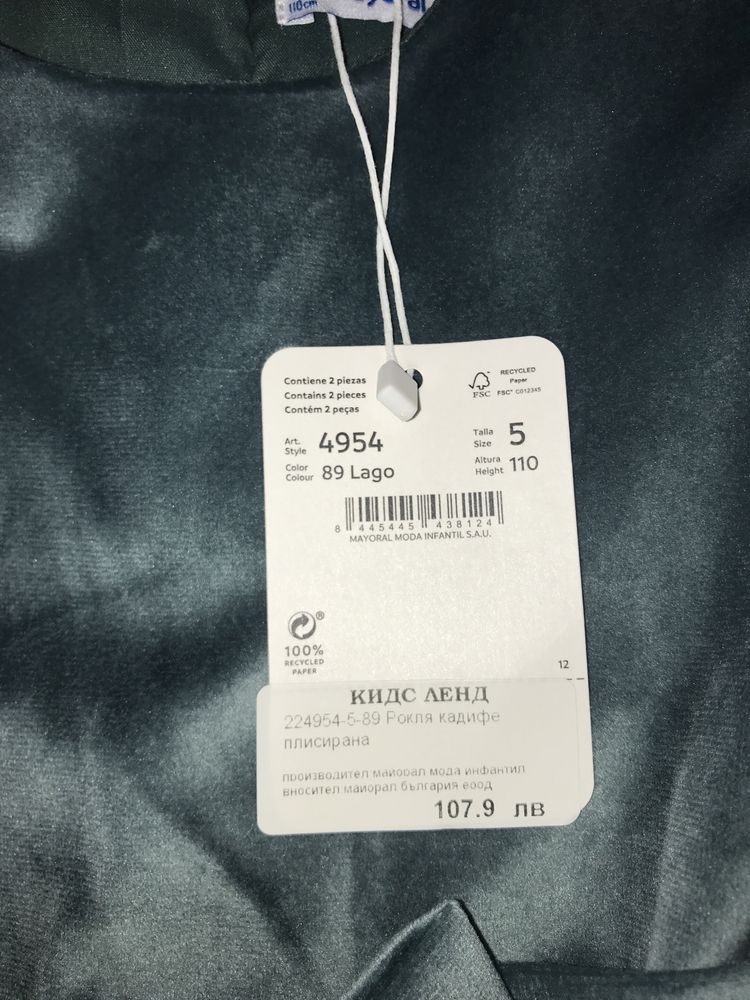 110cm
Contiene 2 piezas
Contains 2 pieces
Contém 2 peças
RECYCLED
Paper
FSC
FSC® C012345
Art.
Style
4954
Talla
Size
5
Color
Colour
89 Lago
Altura
Height
110
8 445445 438124
MAYORAL MODA INFANTIL S.A.U.
®
100%
RECYCLED
PAPER
12
КИДС ЛЕНД
224954-5-89 Рокля кадифе
плисирана
производител майорал мода инфантил
вносител майорал българия еоод
107.9 лв